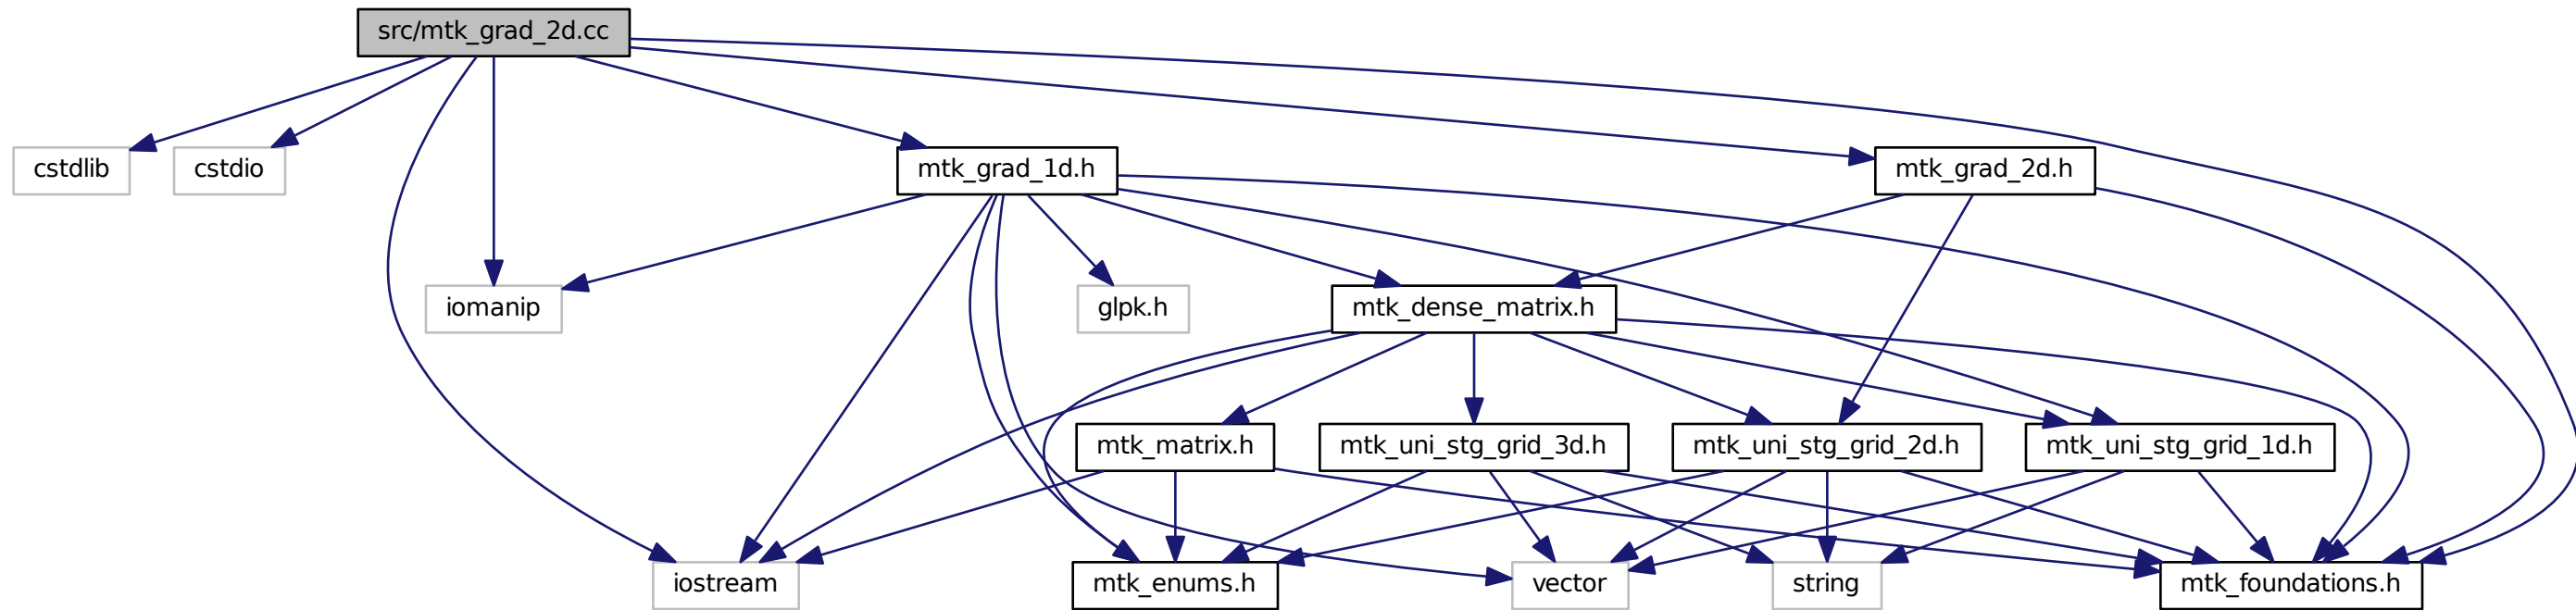 src/mtk_grad_2d.cc
cstdlib
cstdio
mtk_grad_1d.h
mtk_grad_2d.h
iomanip
glpk.h
mtk_dense_matrix.h
mtk_matrix.h
mtk_uni_stg_grid_3d.h
mtk_uni_stg_grid_2d.h
mtk_uni_stg_grid_1d.h
iostream
mtk_enums.h
vector
string
mtk_foundations.h